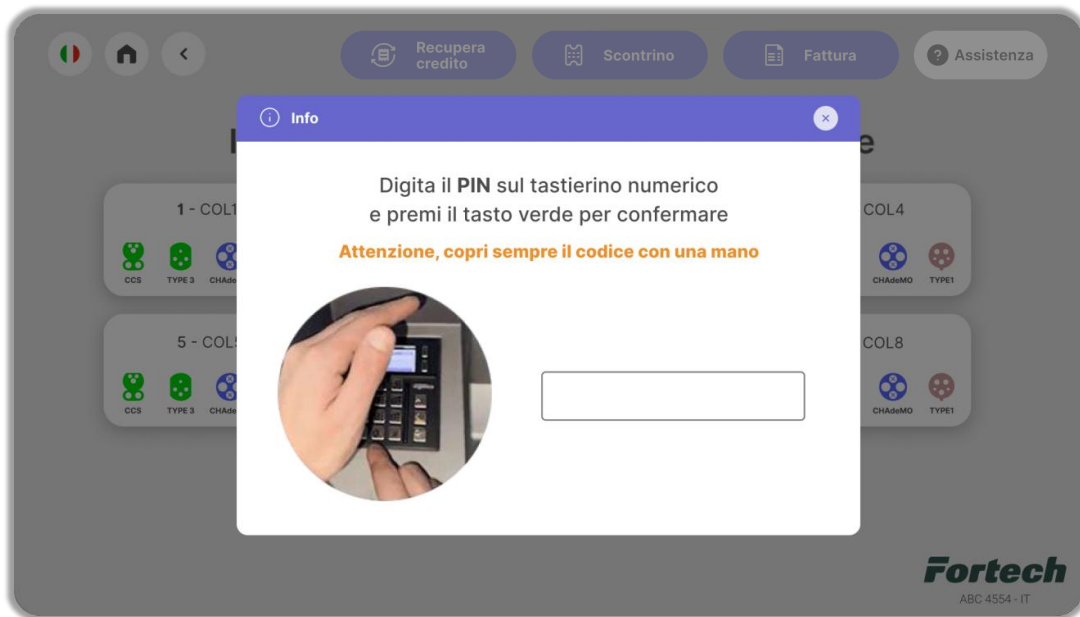 Recupera
credito
Scontrino
Fattura
? Assistenza
Info
Digita il PIN sul tastierino numerico
e premi il tasto verde per confermare
Attenzione, copri sempre il codice con una mano
1 - COL1
COL4
CCS
TYPE 3
CHAdeMO
TYPE1
5 -
COL8
CCS
TYPE 3
CHAdeMO
TYPE1
Fortech
ABC 4554 - IT